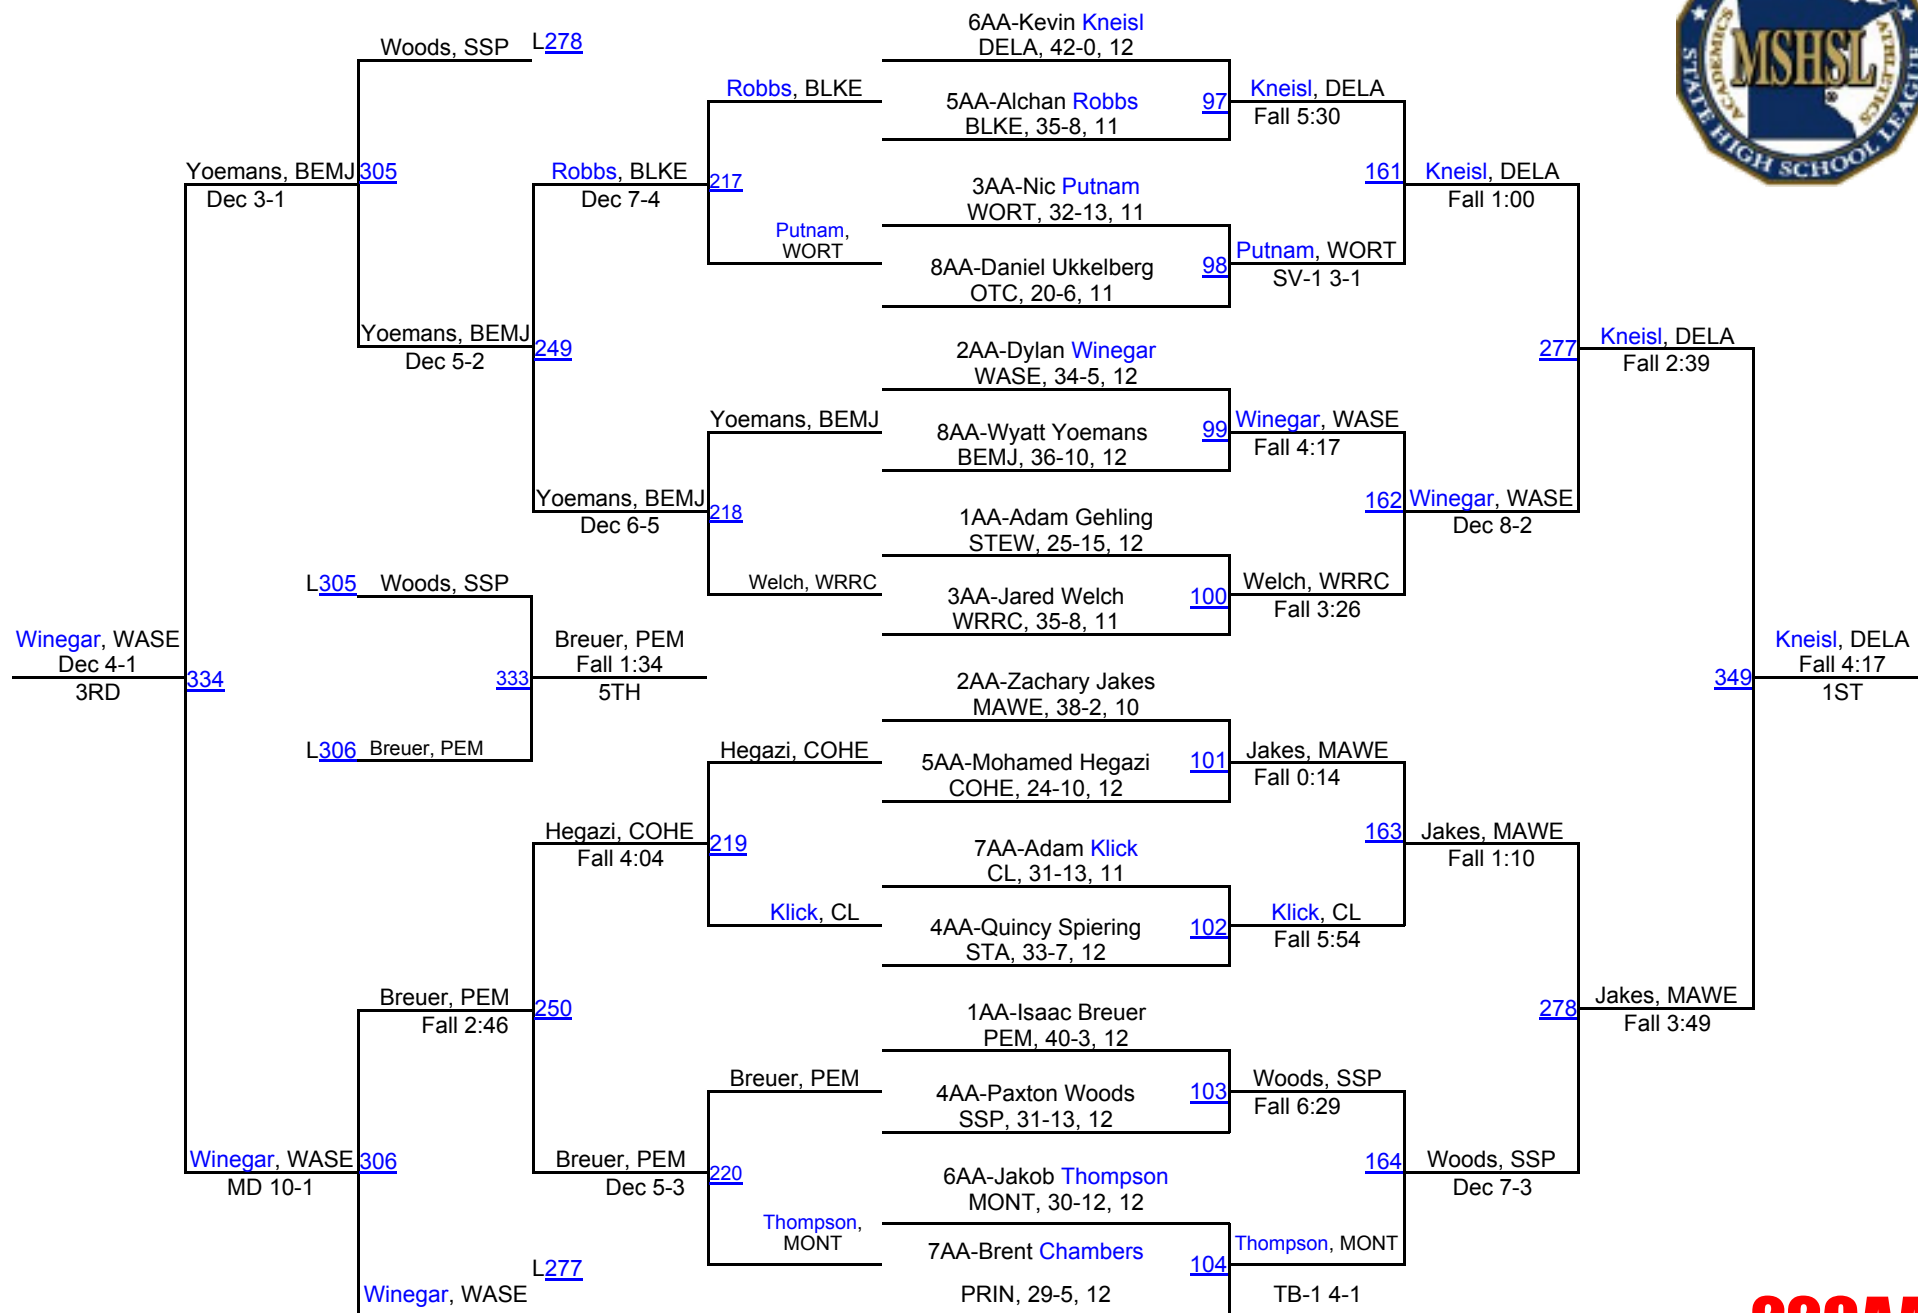 6AA-Kevin Kneisl
DELA, 42-0, 12
Woods, SSP L278
Robbs, BLKE
5AA-Alchan Robbs
BLKE, 35-8, 11
97
Kneisl, DELA
Fall 5:30
MSHSL
ACADEMICS
ATHLETICS
STATE HIGH SCHOOL LEAGUE
Yoemans, BEMJ 305
Dec 3-1
Robbs, BLKE
Dec 7-4
217
3AA-Nic Putnam
WORT, 32-13, 11
161
Kneisl, DELA
Fall 1:00
Putnam,
WORT
8AA-Daniel Ukkelberg
OTC, 20-6, 11
98
Putnam, WORT
SV-1 3-1
Yoemans, BEMJ
Dec 5-2
249
2AA-Dylan Winegar
WASE, 34-5, 12
277
Kneisl, DELA
Fall 2:39
Yoemans, BEMJ
8AA-Wyatt Yoemans
BEMJ, 36-10, 12
99
Winegar, WASE
Fall 4:17
Yoemans, BEMJ
Dec 6-5
218
1AA-Adam Gehling
STEW, 25-15, 12
162
Winegar, WASE
Dec 8-2
L305 Woods, SSP
Welch, WRRC
3AA-Jared Welch
WRRC, 35-8, 11
100
Welch, WRRC
Fall 3:26
Winegar, WASE
Dec 4-1
3RD
334
333
Breuer, PEM
Fall 1:34
5TH
2AA-Zachary Jakes
MAWE, 38-2, 10
349
Kneisl, DELA
Fall 4:17
1ST
L306 Breuer, PEM
Hegazi, COHE
5AA-Mohamed Hegazi
COHE, 24-10, 12
101
Jakes, MAWE
Fall 0:14
Hegazi, COHE
Fall 4:04
219
7AA-Adam Klick
CL, 31-13, 11
163
Jakes, MAWE
Fall 1:10
Klick, CL
4AA-Quincy Spiering
STA, 33-7, 12
102
Klick, CL
Fall 5:54
Breuer, PEM
Fall 2:46
250
1AA-Isaac Breuer
PEM, 40-3, 12
278
Jakes, MAWE
Fall 3:49
Breuer, PEM
4AA-Paxton Woods
SSP, 31-13, 12
103
Woods, SSP
Fall 6:29
Winegar, WASE 306
MD 10-1
Breuer, PEM
Dec 5-3
220
6AA-Jakob Thompson
MONT, 30-12, 12
164
Woods, SSP
Dec 7-3
Thompson,
MONT
7AA-Brent Chambers
PRIN, 29-5, 12
104
Thompson, MONT
TB-1 4-1
L277
Winegar, WASE